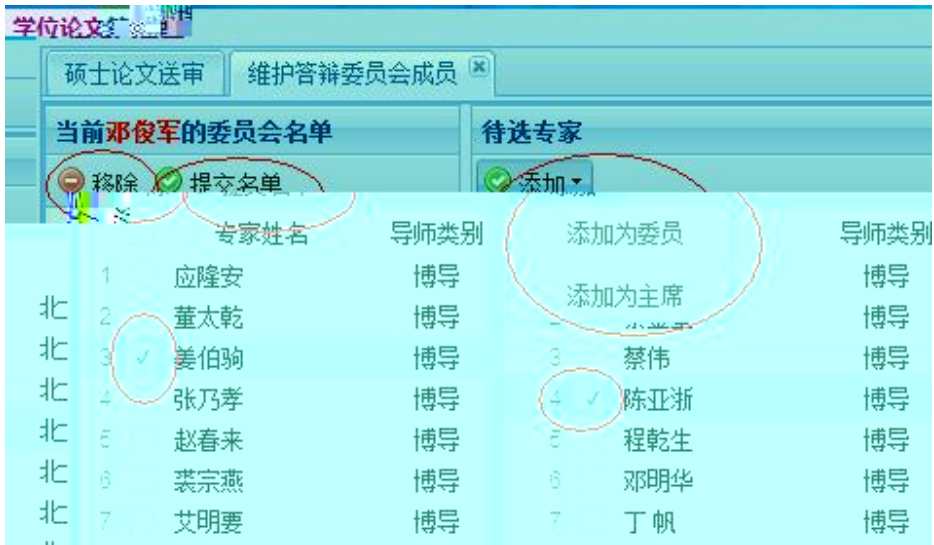 学位论文
硕士论文送审 维护答辩委员会成员
当前邓俊军的委员会名单 待选专家
移除 提交名单 添加
专家姓名 导师类别 添加为委员 导师类别
1 应隆安 博导 博导
添加为主席
北 2 董太乾 博导 博导
北 3 姜伯驹 博导 3 蔡伟 博导
北 4 张乃孝 博导 4 陈亚浙 博导
北 5 赵春来 博导 5 程乾生 博导
北 6 裘宗燕 博导 6 邓明华 博导
北 7 艾明要 博导 7 丁帆 博导